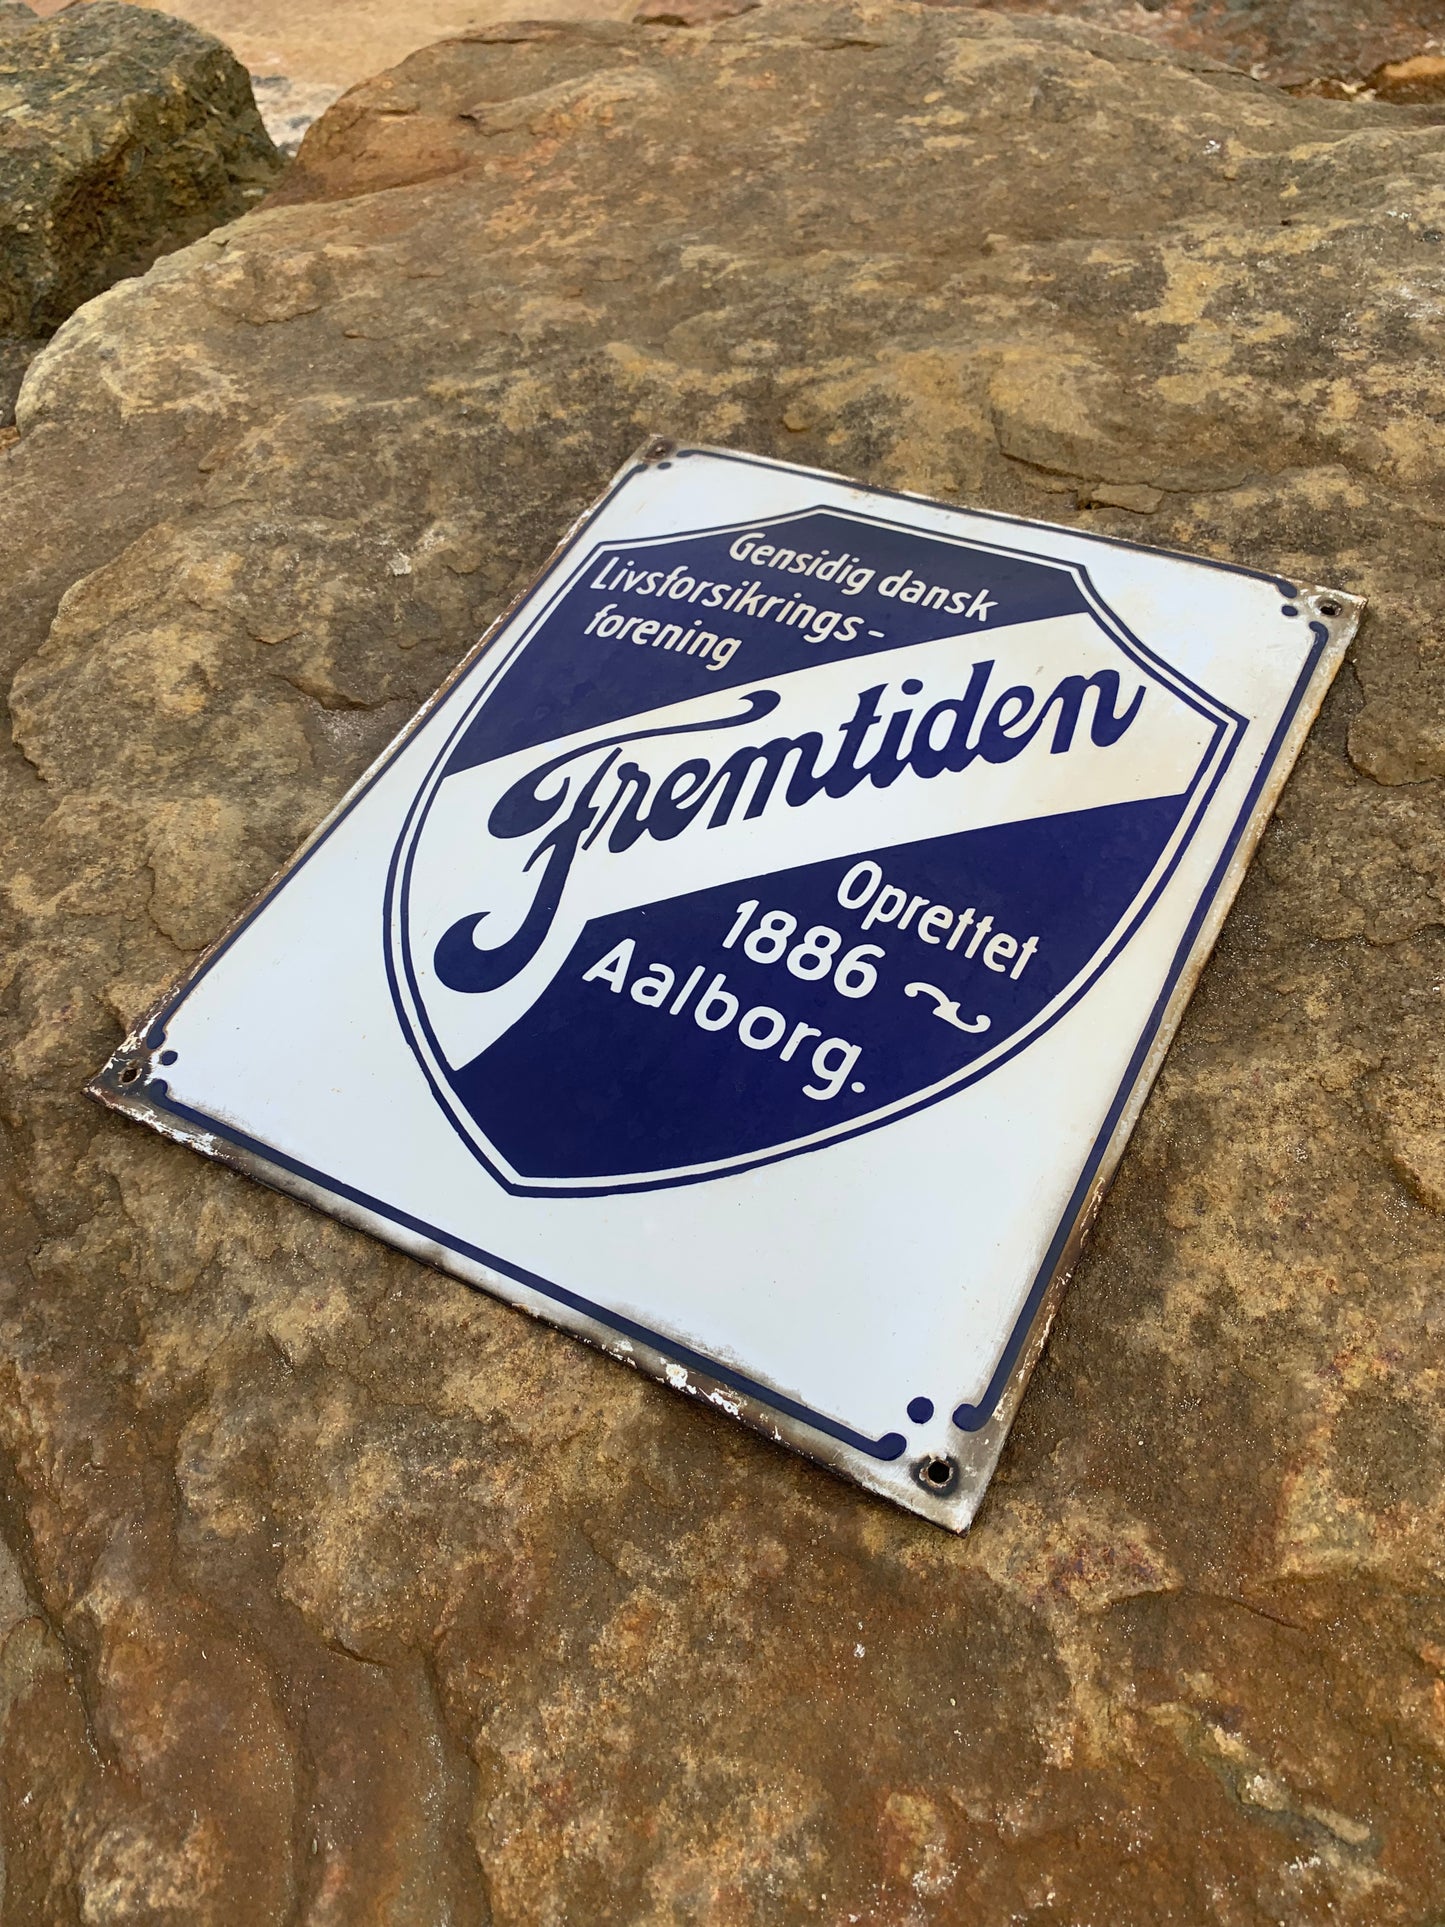 Gensidig dansk
Livsforsikrings-
forening
Fremtiden
Oprettet
1886
Aalborg.